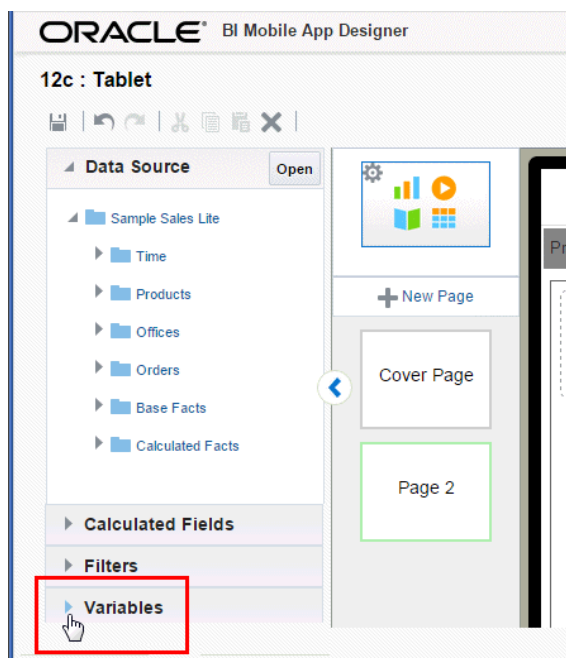 ORACLE® BI Mobile App Designer
12c : Tablet
Data Source Open
Sample Sales Lite
Time
Products
Offices
Orders
Base Facts
Calculated Facts
Calculated Fields
Filters
Variables
New Page
Cover Page
Page 2
Pr